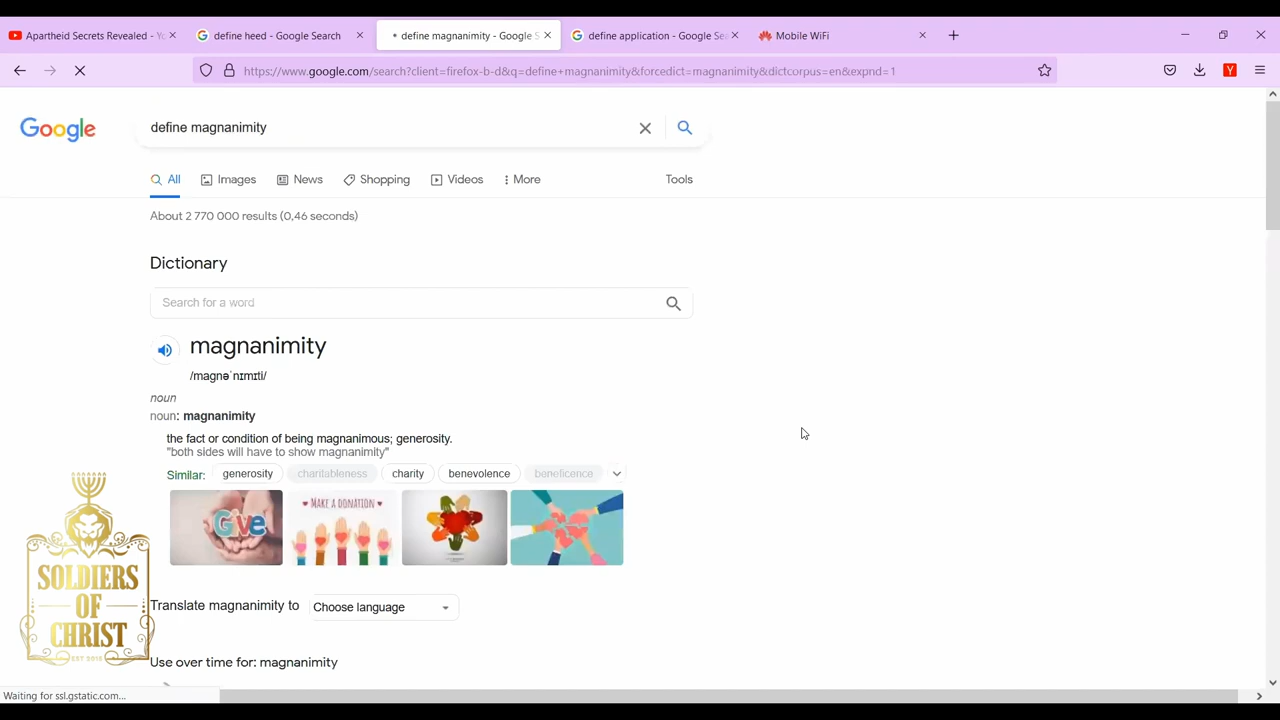 Apartheid Secrets Revealed - Yo
define heed - Google Search
define magnanimity - Google S
define application - Google Sea
Mobile WiFi
https://www.google.com/search?client=firefox-b-d&q=define+magnanimity&forcedict=magnanimity&dictcorpus=en&expnd=1
Y
Google
define magnanimity
All
Images
News
Shopping
Videos
More
Tools
About 2 770 000 results (0,46 seconds)
Dictionary
Search for a word
magnanimity
/maɡnəˈnɪmɪti/
noun
noun: magnanimity
the fact or condition of being magnanimous; generosity.
"both sides will have to show magnanimity"
Similar: generosity charitableness charity benevolence beneficence
Give
MAKE A DONATION
SOLDIERS
OF
CHRIST
EST 2012
Translate magnanimity to
Choose language
Use over time for: magnanimity
Waiting for ssl.gstatic.com...